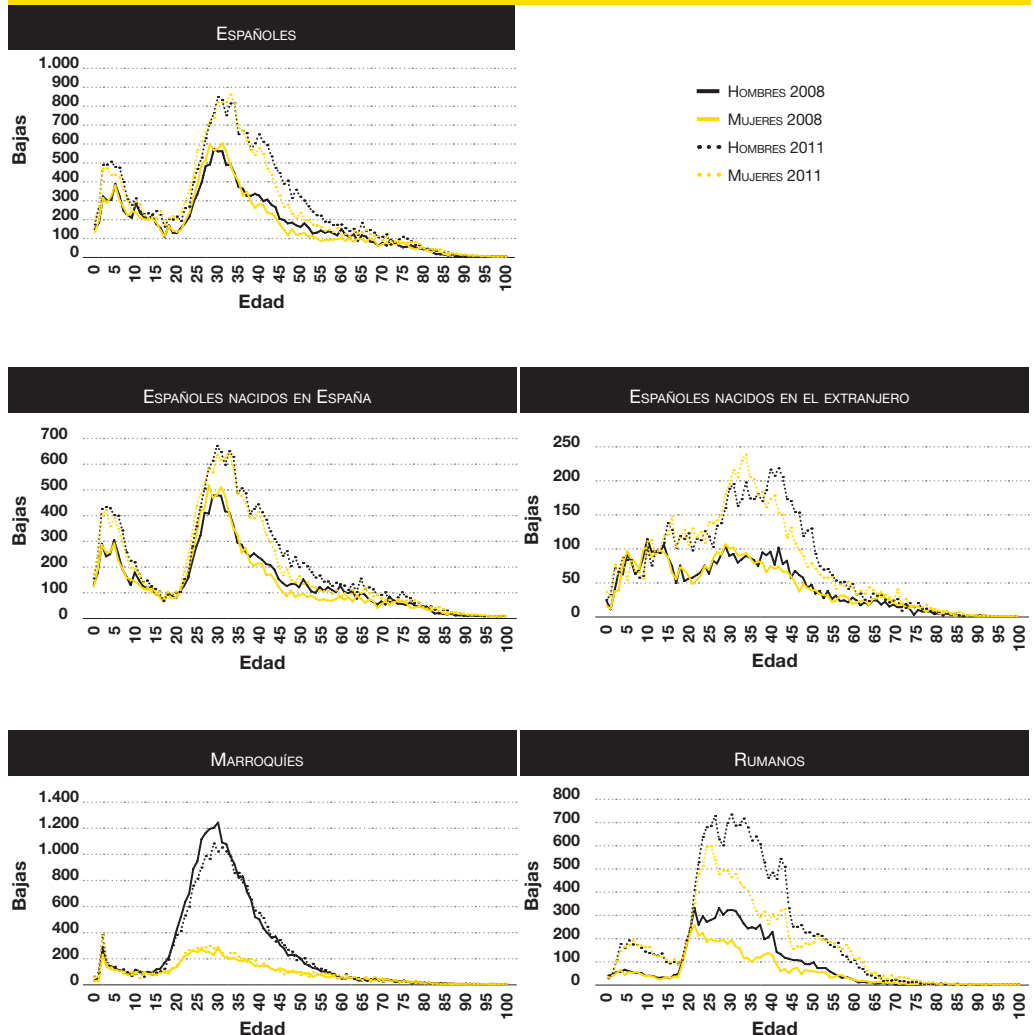 Españoles
1.000
900
800
700
600
500
400
300
200
100
0
Bajas
0 5 10 15 20 25 30 35 40 45 50 55 60 65 70 75 80 85 90 95 100
Edad
Hombres 2008
Mujeres 2008
Hombres 2011
Mujeres 2011
Españoles nacidos en España
700
600
500
400
300
200
100
0
Bajas
0 5 10 15 20 25 30 35 40 45 50 55 60 65 70 75 80 85 90 95 100
Edad
Españoles nacidos en el extranjero
250
200
150
100
50
0
Bajas
0 5 10 15 20 25 30 35 40 45 50 55 60 65 70 75 80 85 90 95 100
Edad
Marroquíes
1.400
1.200
1.000
800
600
400
200
0
Bajas
0 5 10 15 20 25 30 35 40 45 50 55 60 65 70 75 80 85 90 95 100
Edad
Rumanos
800
700
600
500
400
300
200
100
0
Bajas
0 5 10 15 20 25 30 35 40 45 50 55 60 65 70 75 80 85 90 95 100
Edad